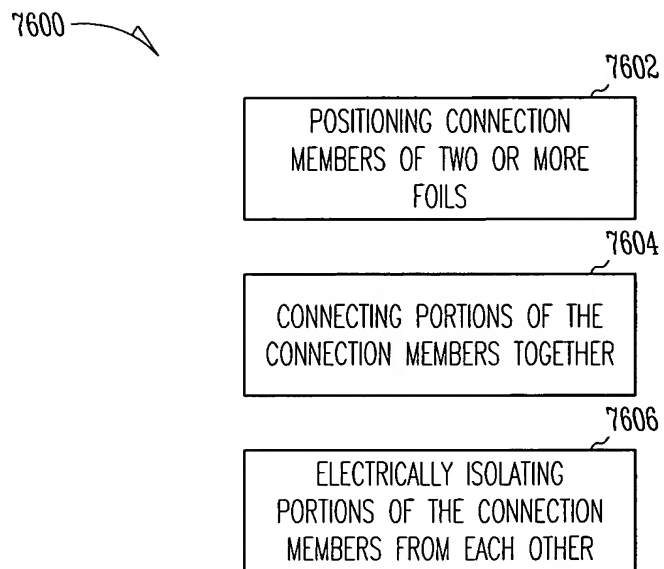 7600
7602
POSITIONING CONNECTION
MEMBERS OF TWO OR MORE
FOILS
7604
CONNECTING PORTIONS OF THE
CONNECTION MEMBERS TOGETHER
7606
ELECTRICALLY ISOLATING
PORTIONS OF THE CONNECTION
MEMBERS FROM EACH OTHER